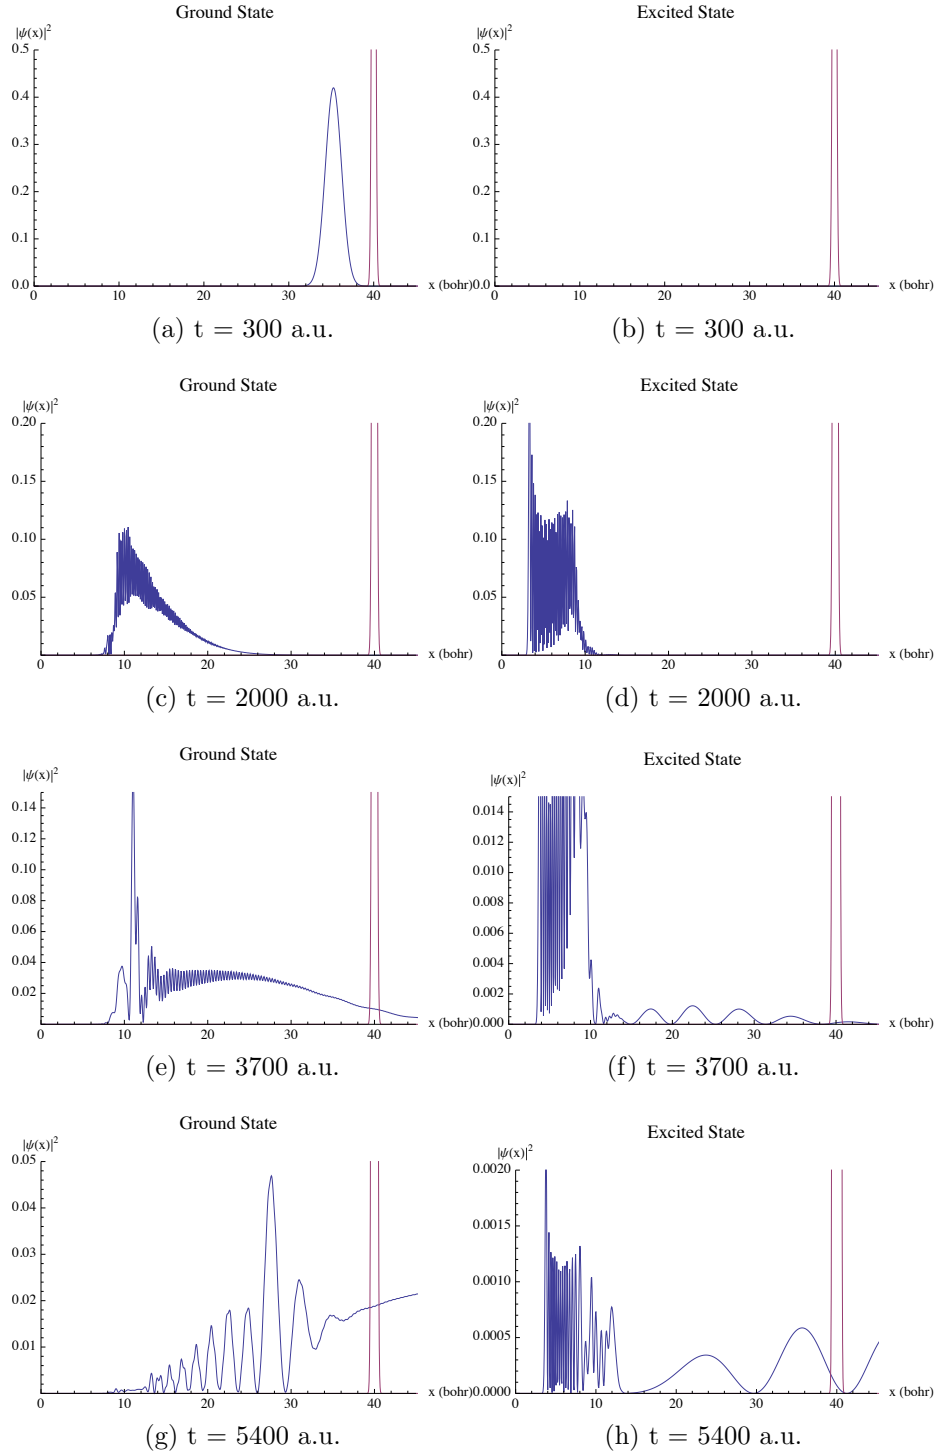 Ground State
|ψ(x)|²
0.5
0.4
0.3
0.2
0.1
0.0
0 10 20 30 40 x (bohr)
(a) t = 300 a.u.
Excited State
|ψ(x)|²
0.5
0.4
0.3
0.2
0.1
0.0
0 10 20 30 40 x (bohr)
(b) t = 300 a.u.
Ground State
|ψ(x)|²
0.20
0.15
0.10
0.05
0 10 20 30 40 x (bohr)
(c) t = 2000 a.u.
Excited State
|ψ(x)|²
0.20
0.15
0.10
0.05
0 10 20 30 40 x (bohr)
(d) t = 2000 a.u.
Ground State
|ψ(x)|²
0.14
0.12
0.10
0.08
0.06
0.04
0.02
0 10 20 30 40 x (bohr)
(e) t = 3700 a.u.
Excited State
|ψ(x)|²
0.014
0.012
0.010
0.008
0.006
0.004
0.002
0.000
0 10 20 30 40 x (bohr)
(f) t = 3700 a.u.
Ground State
|ψ(x)|²
0.05
0.04
0.03
0.02
0.01
0 10 20 30 40 x (bohr)
(g) t = 5400 a.u.
Excited State
|ψ(x)|²
0.0020
0.0015
0.0010
0.0005
0.0000
0 10 20 30 40 x (bohr)
(h) t = 5400 a.u.